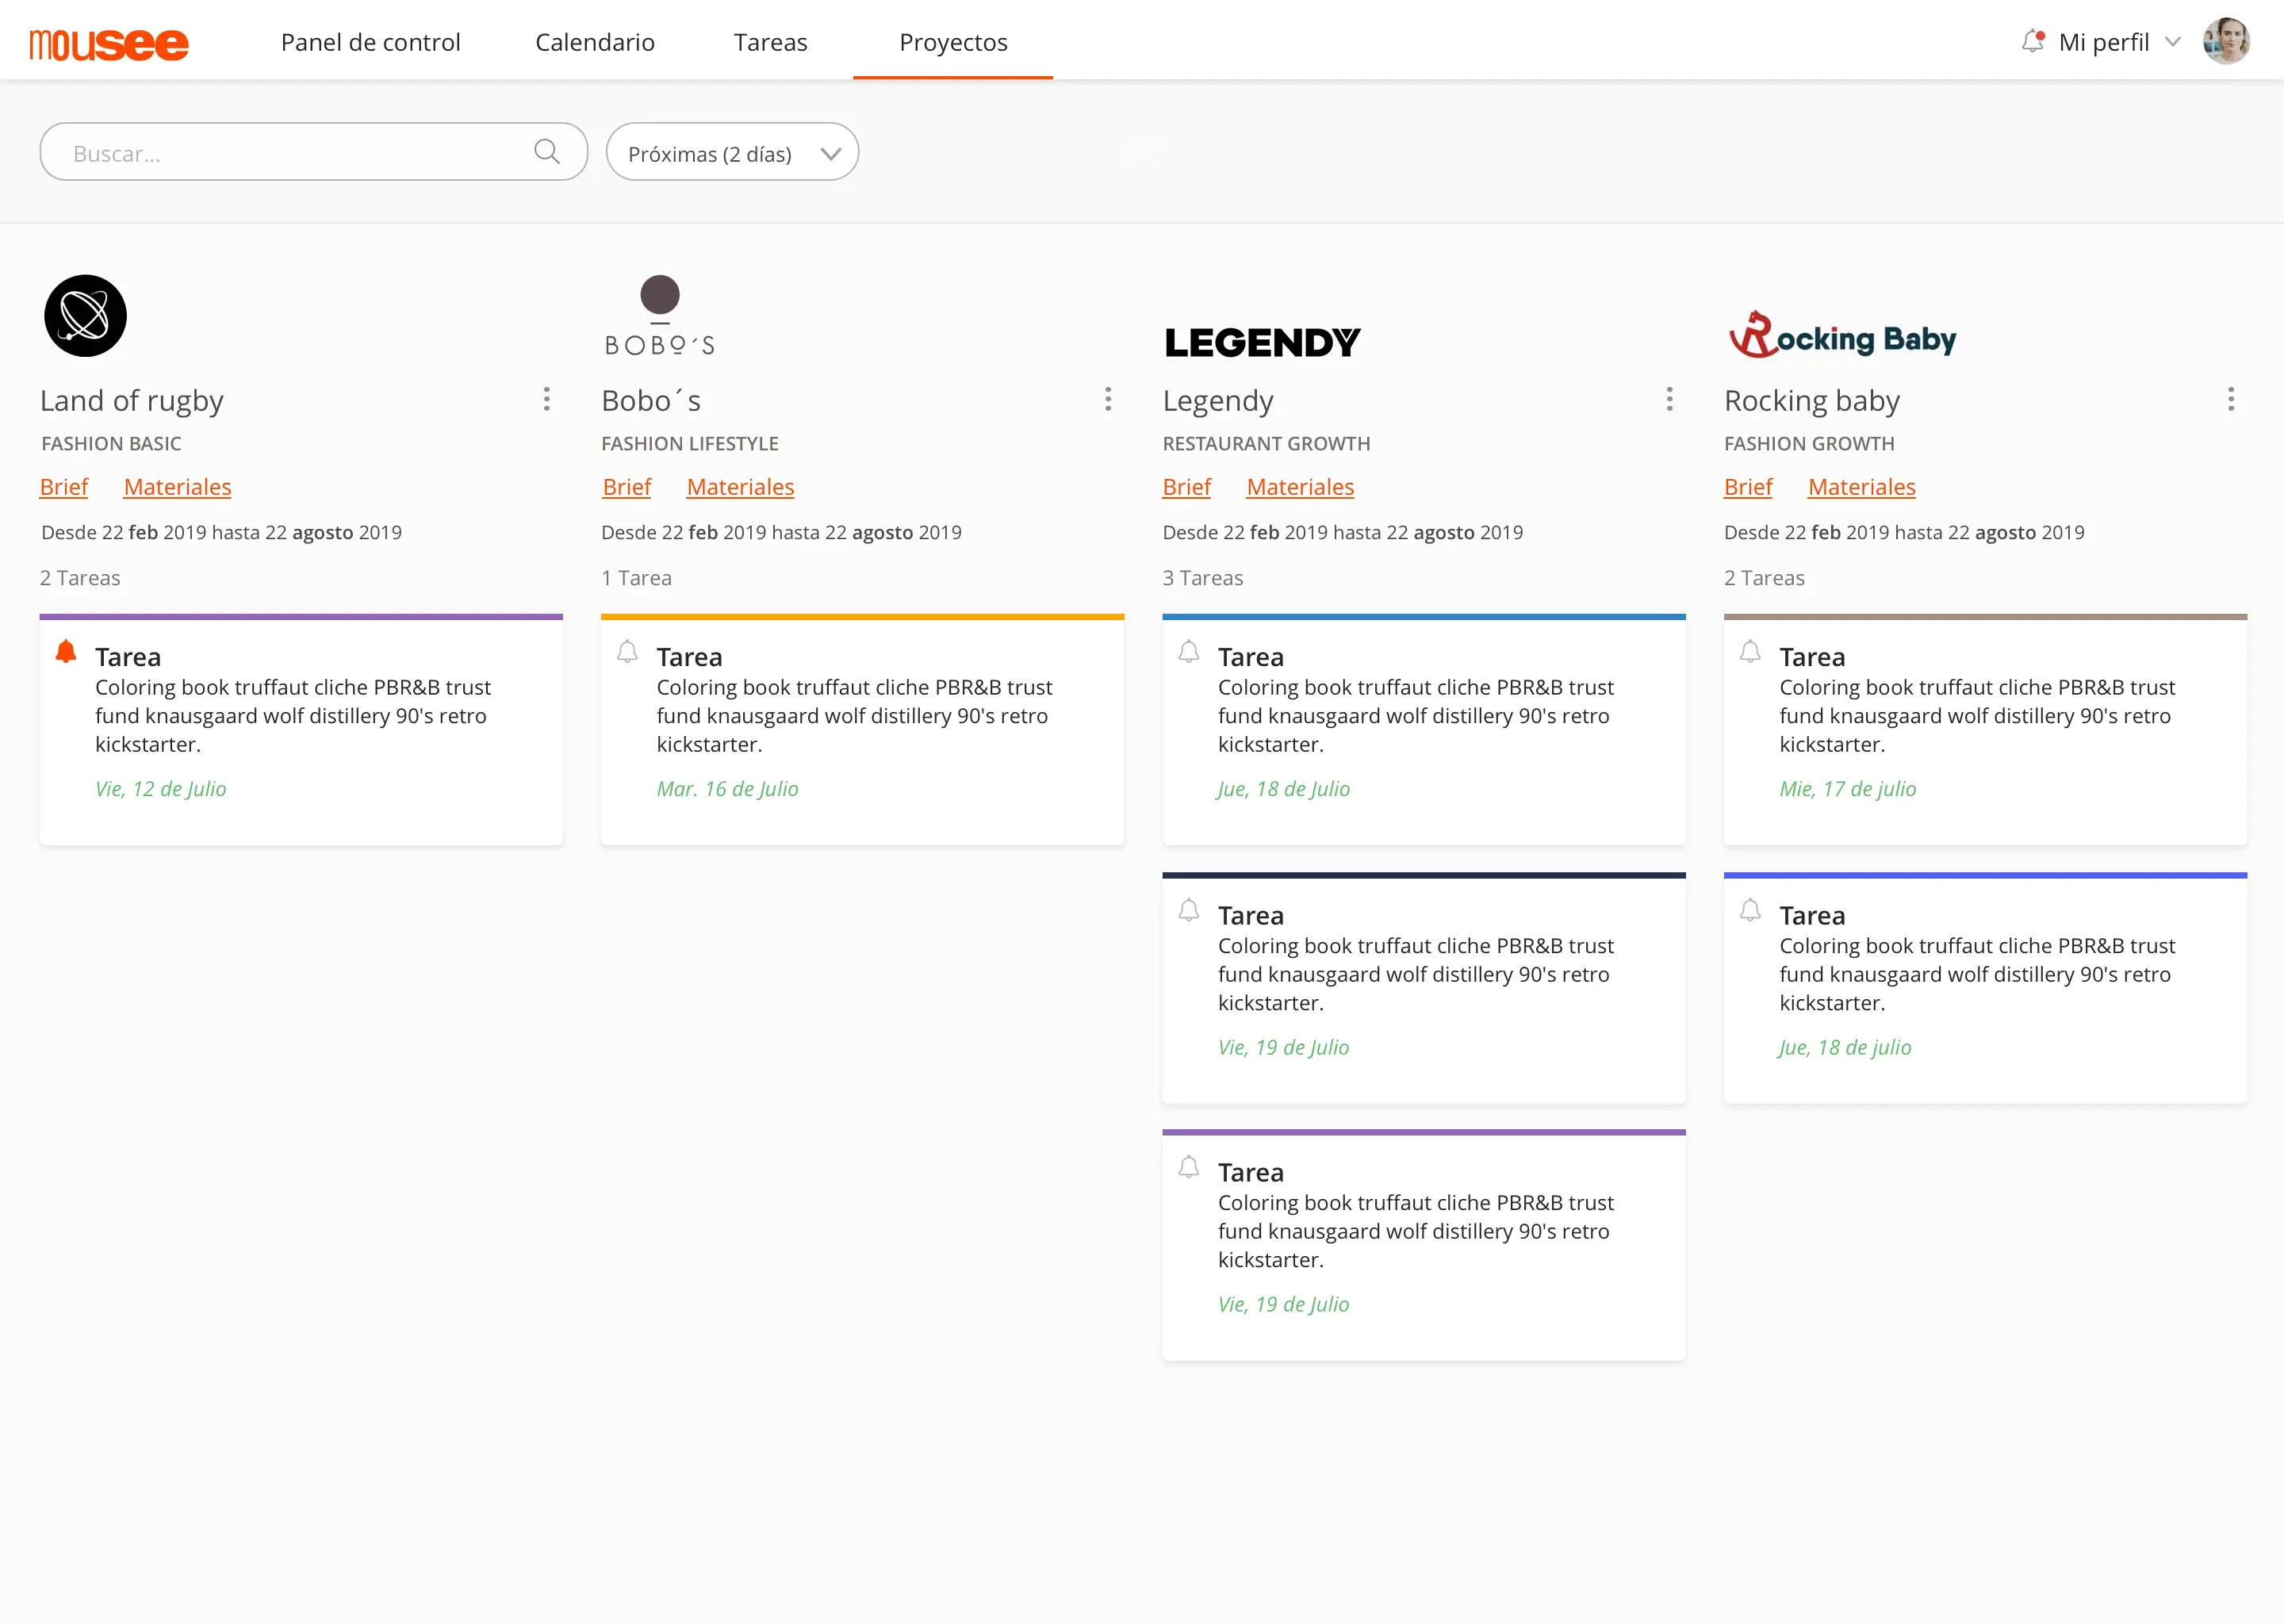 mousee
Panel de control
Calendario
Tareas
Proyectos
Mi perfil
Buscar...
Próximas (2 días)
BOBO´S
LEGENDY
Rocking Baby
Land of rugby
FASHION BASIC
Brief Materiales
Desde 22 feb 2019 hasta 22 agosto 2019
2 Tareas
Tarea
Coloring book truffaut cliche PBR&B trust
fund knausgaard wolf distillery 90's retro
kickstarter.
Vie, 12 de Julio
Bobo´s
FASHION LIFESTYLE
Brief Materiales
Desde 22 feb 2019 hasta 22 agosto 2019
1 Tarea
Tarea
Coloring book truffaut cliche PBR&B trust
fund knausgaard wolf distillery 90's retro
kickstarter.
Mar. 16 de Julio
Legendy
RESTAURANT GROWTH
Brief Materiales
Desde 22 feb 2019 hasta 22 agosto 2019
3 Tareas
Tarea
Coloring book truffaut cliche PBR&B trust
fund knausgaard wolf distillery 90's retro
kickstarter.
Jue, 18 de Julio
Tarea
Coloring book truffaut cliche PBR&B trust
fund knausgaard wolf distillery 90's retro
kickstarter.
Vie, 19 de Julio
Tarea
Coloring book truffaut cliche PBR&B trust
fund knausgaard wolf distillery 90's retro
kickstarter.
Vie, 19 de Julio
Rocking baby
FASHION GROWTH
Brief Materiales
Desde 22 feb 2019 hasta 22 agosto 2019
2 Tareas
Tarea
Coloring book truffaut cliche PBR&B trust
fund knausgaard wolf distillery 90's retro
kickstarter.
Mie, 17 de julio
Tarea
Coloring book truffaut cliche PBR&B trust
fund knausgaard wolf distillery 90's retro
kickstarter.
Jue, 18 de julio